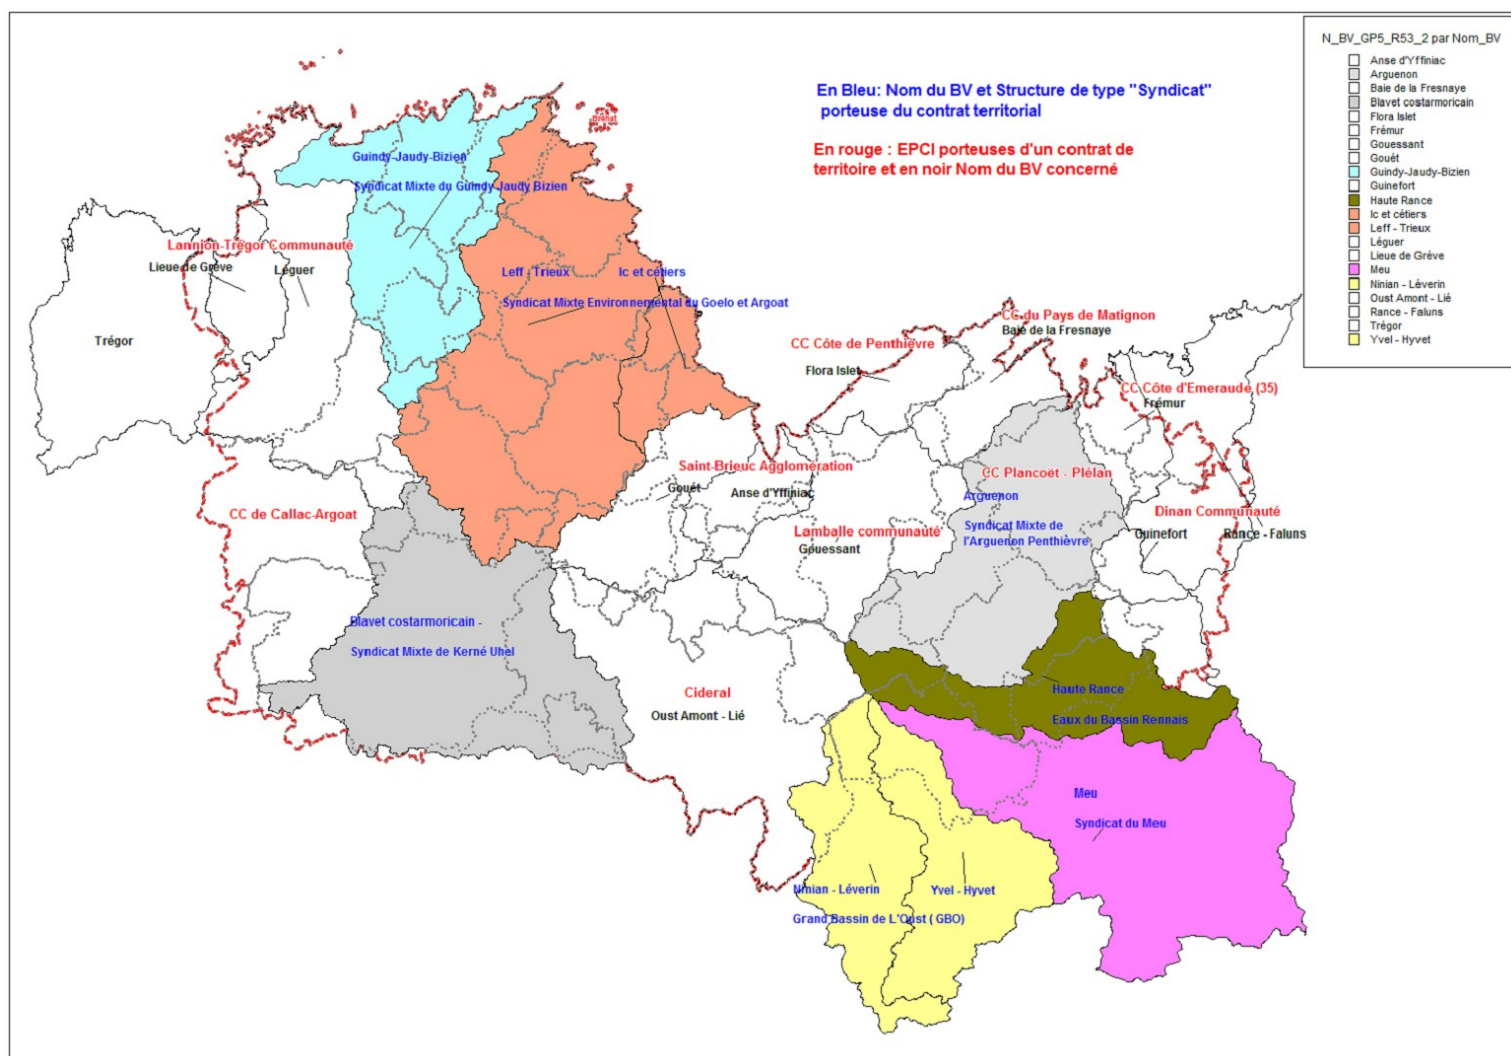 N_BV_GP5_R53_2 par Nom_BV
Anse d'Yffiniac
Arguenon
Baie de la Fresnaye
Blavet costarmoricain
Flora Islet
Frémur
Gouessant
Gouët
Guindy-Jaudy-Bizien
Guinefort
Haute Rance
Ic et cétiers
Leff - Trieux
Léguer
Lieue de Grêve
Meu
Ninian - Léverin
Oust Amont - Lié
Rance - Faluns
Trégor
Yvel - Hyvet
En Bleu: Nom du BV et Structure de type "Syndicat"
porteuse du contrat territorial
En rouge : EPCI porteuses d'un contrat de
territoire et en noir Nom du BV concerné
Bréhat
Guindy-Jaudy-Bizien
Syndicat Mixte du Guindy Jaudy Bizien
Lannion-Trégor Communauté
Lieue de Grêve
Léguer
Trégor
Leff - Trieux
Ic et cétiers
Syndicat Mixte Environnemental du Goelo et Argoat
CC du Pays de Matignon
Baie de la Fresnaye
CC Côte de Penthièvre
Flora Islet
CC Côte d'Emeraude (35)
Frémur
Saint-Brieuc Agglomération
Gouët
Anse d'Yffiniac
CC Plancoët - Plélan
Arguenon
Syndicat Mixte de
l'Arguenon Penthièvre
CC de Callac-Argoat
Lamballe communauté
Gouessant
Dinan Communauté
Guinefort
Rance - Faluns
Blavet costarmoricain -
Syndicat Mixte de Kerné Uhel
Cideral
Oust Amont - Lié
Haute Rance
Eaux du Bassin Rennais
Meu
Syndicat du Meu
Ninian - Léverin
Yvel - Hyvet
Grand Bassin de L'Oust ( GBO)